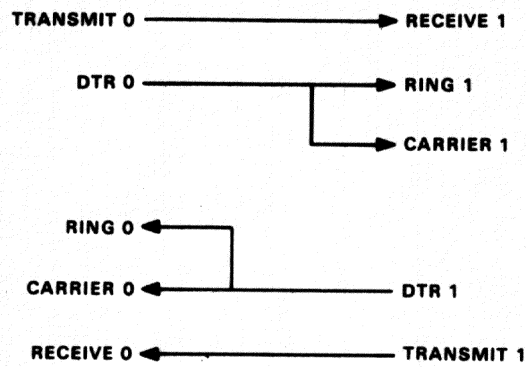 TRANSMIT 0 RECEIVE 1
DTR 0 RING 1
CARRIER 1
RING 0
CARRIER 0 DTR 1
RECEIVE 0 TRANSMIT 1